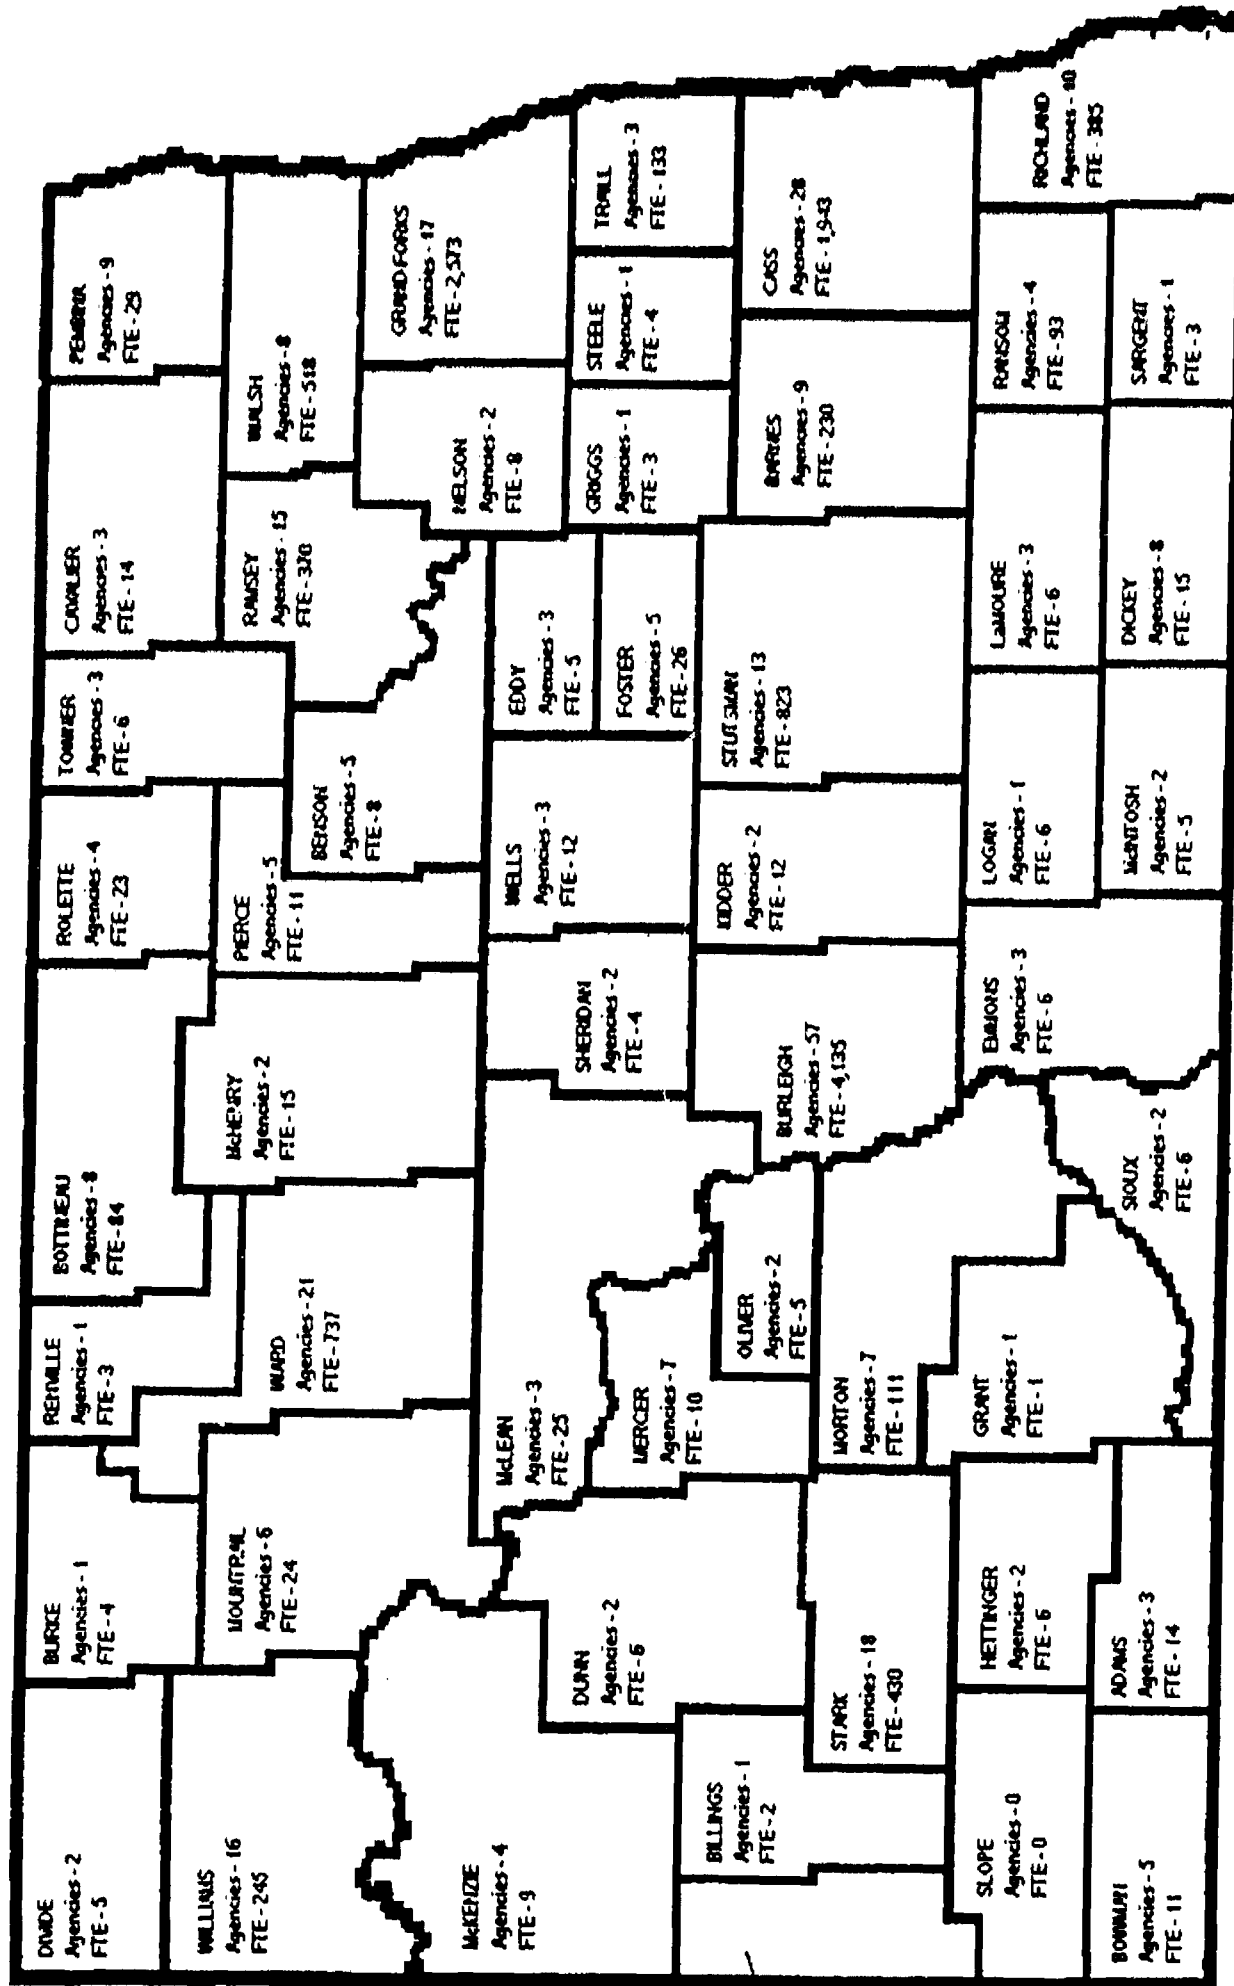 DIVIDE
Agencies - 2
FTE - 5
BURKE
Agencies - 1
FTE - 4
RENVILLE
Agencies - 1
FTE - 3
BOTTINEAU
Agencies - 8
FTE - 84
ROLETTE
Agencies - 4
FTE - 23
TOWNER
Agencies - 3
FTE - 6
CAVALIER
Agencies - 3
FTE - 14
PEMBINA
Agencies - 9
FTE - 29
WILLIAMS
Agencies - 16
FTE - 245
MOUNTRAIL
Agencies - 6
FTE - 24
WARD
Agencies - 21
FTE - 737
McHENRY
Agencies - 2
FTE - 15
PIERCE
Agencies - 5
FTE - 11
BENSON
Agencies - 5
FTE - 8
RAMSEY
Agencies - 15
FTE - 320
WALSH
Agencies - 8
FTE - 518
NELSON
Agencies - 2
FTE - 8
GRAND FORKS
Agencies - 17
FTE - 2,573
McKENZIE
Agencies - 4
FTE - 9
DUNN
Agencies - 2
FTE - 6
McLEAN
Agencies - 3
FTE - 25
MERCER
Agencies - 7
FTE - 10
OLIVER
Agencies - 2
FTE - 5
SHERIDAN
Agencies - 2
FTE - 4
WELLS
Agencies - 3
FTE - 12
EDDY
Agencies - 3
FTE - 5
FOSTER
Agencies - 5
FTE - 26
GRIGGS
Agencies - 1
FTE - 3
STEELE
Agencies - 1
FTE - 4
TRAILL
Agencies - 3
FTE - 133
BILLINGS
Agencies - 1
FTE - 2
STARK
Agencies - 18
FTE - 430
MORTON
Agencies - 7
FTE - 111
BURLEIGH
Agencies - 57
FTE - 4,135
KIDDER
Agencies - 2
FTE - 12
STUTSMAN
Agencies - 13
FTE - 823
BARNES
Agencies - 9
FTE - 230
CASS
Agencies - 28
FTE - 1,943
SLOPE
Agencies - 0
FTE - 0
HETTINGER
Agencies - 2
FTE - 6
GRANT
Agencies - 1
FTE - 1
EMMONS
Agencies - 3
FTE - 6
LOGAN
Agencies - 1
FTE - 6
LaMOURE
Agencies - 3
FTE - 6
RANSOM
Agencies - 4
FTE - 93
RICHLAND
Agencies - 10
FTE - 385
BOWMAN
Agencies - 5
FTE - 11
ADAMS
Agencies - 3
FTE - 14
SIOUX
Agencies - 2
FTE - 6
McINTOSH
Agencies - 2
FTE - 5
DICKEY
Agencies - 8
FTE - 15
SARGENT
Agencies - 1
FTE - 3